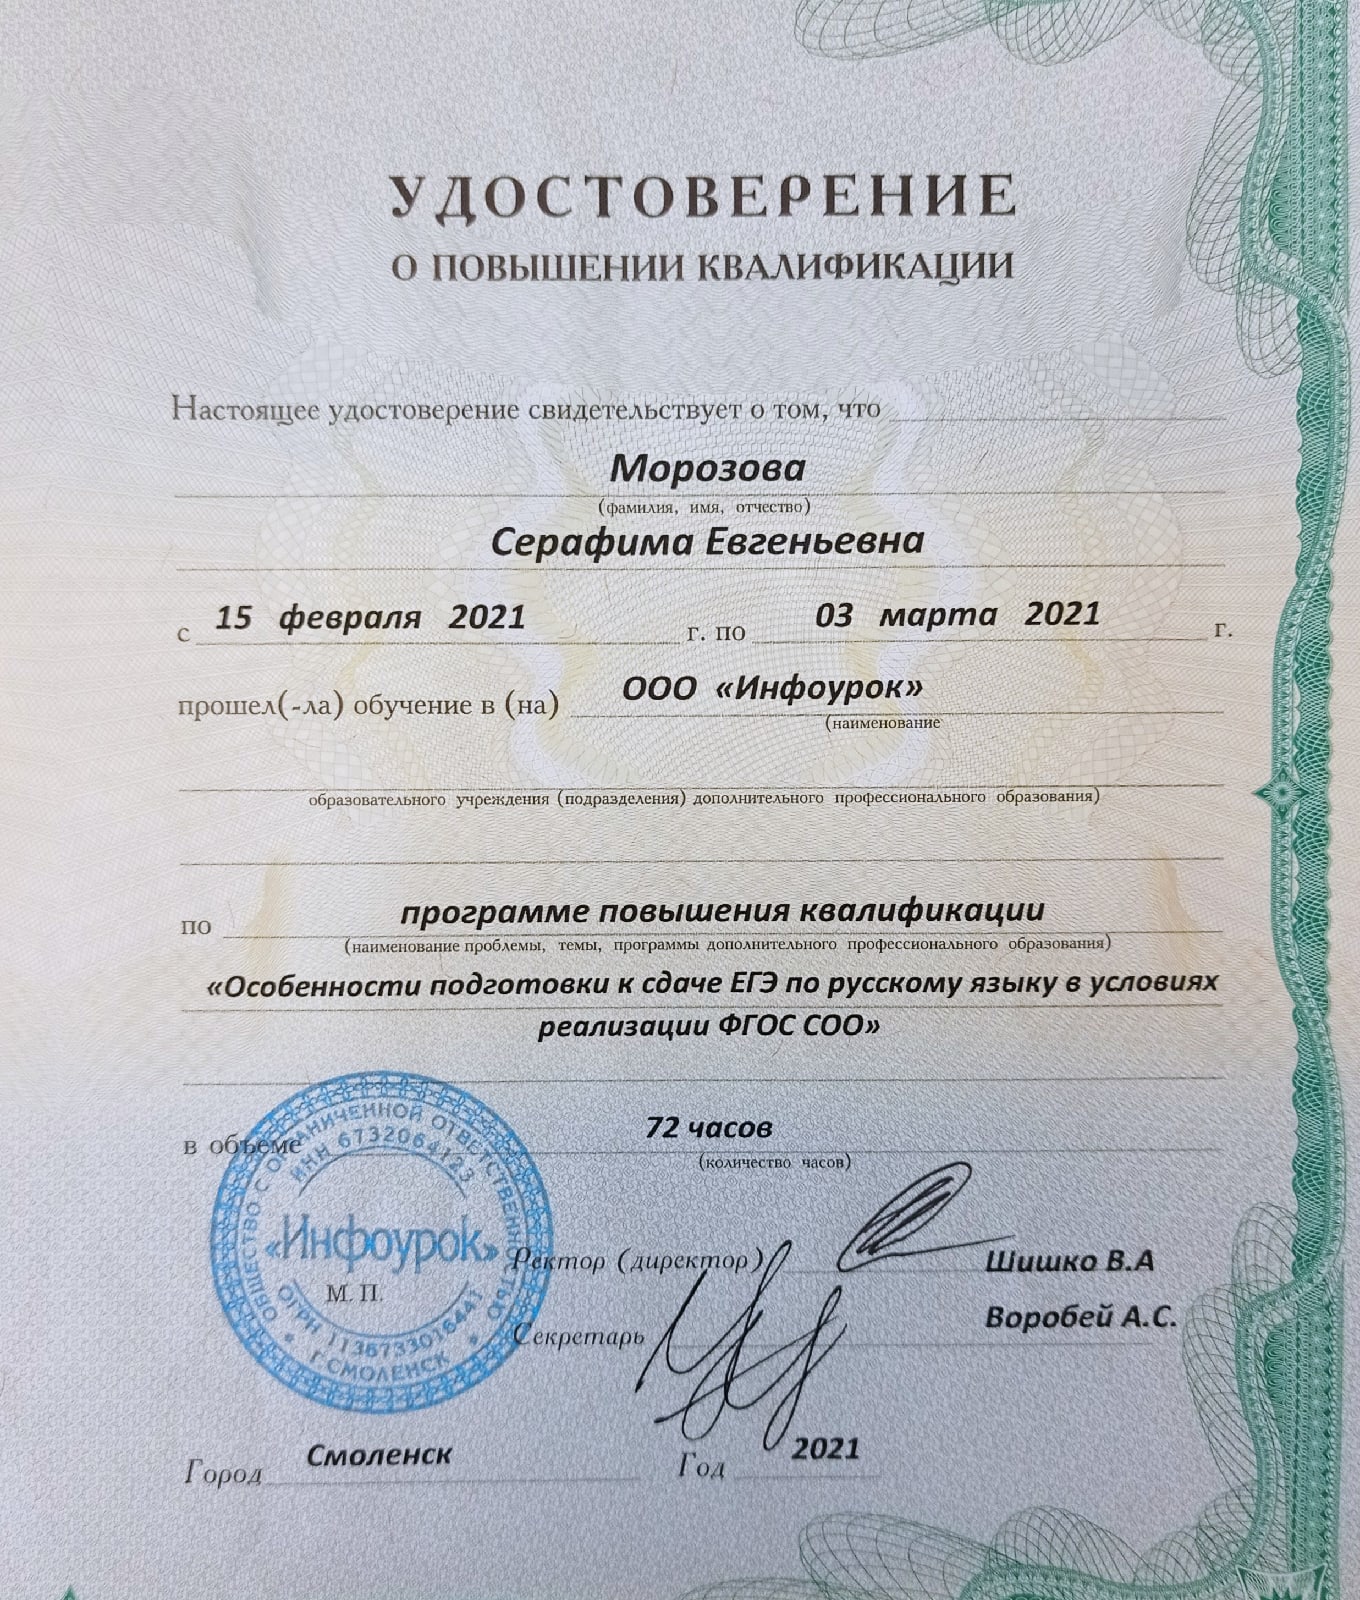 УДОСТОВЕРЕНИЕ
О ПОВЫШЕНИИ КВАЛИФИКАЦИИ
Настоящее удостоверение свидетельствует о том, что
Морозова
(фамилия, имя, отчество)
Серафима Евгеньевна
с 15 февраля 2021 г. по 03 марта 2021 г.
прошел(-ла) обучение в (на) ООО «Инфоурок»
(наименование
образовательного учреждения (подразделения) дополнительного профессионального образования)
по программе повышения квалификации
(наименование проблемы, темы, программы дополнительного профессионального образования)
«Особенности подготовки к сдаче ЕГЭ по русскому языку в условиях
реализации ФГОС СОО»
в объеме 72 часов
(количество часов)
ОБЩЕСТВО С ОГРАНИЧЕННОЙ ОТВЕТСТВЕННОСТЬЮ
ИНН 6732064123
«Инфоурок»
М. П.
ОГРН 1136733016441
г. СМОЛЕНСК
Ректор (директор) Шишко В.А
Секретарь Воробей А.С.
Город Смоленск Год 2021